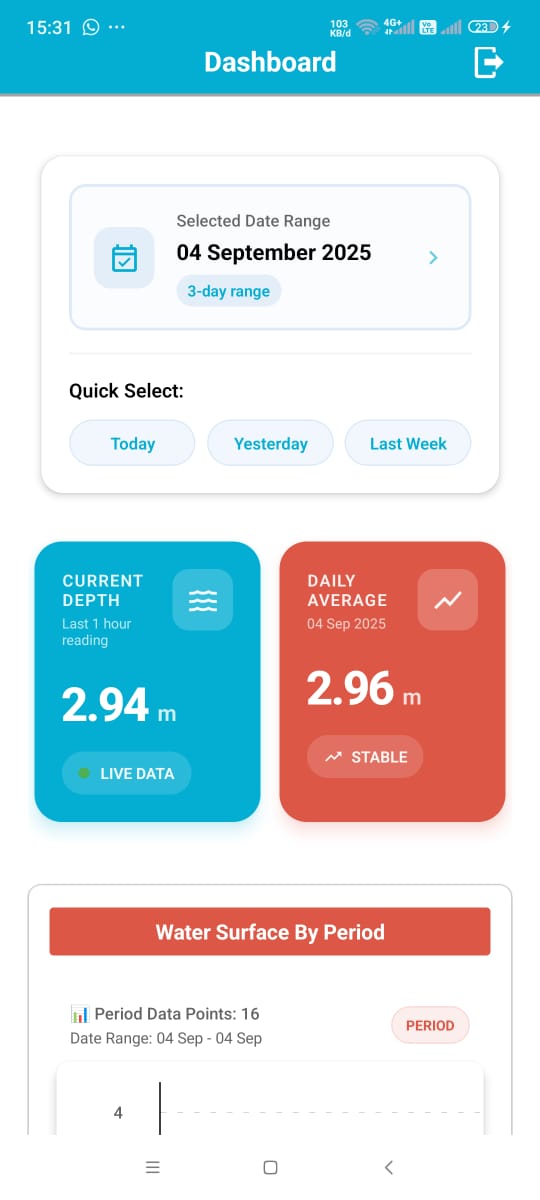 15:31 ...
103 KB/d 4G+ Vo LTE 23
Dashboard
Selected Date Range
04 September 2025
3-day range
Quick Select:
Today Yesterday Last Week
CURRENT
DEPTH
Last 1 hour
reading
2.94 m
LIVE DATA
DAILY
AVERAGE
04 Sep 2025
2.96 m
STABLE
Water Surface By Period
📊 Period Data Points: 16
Date Range: 04 Sep - 04 Sep
PERIOD
4